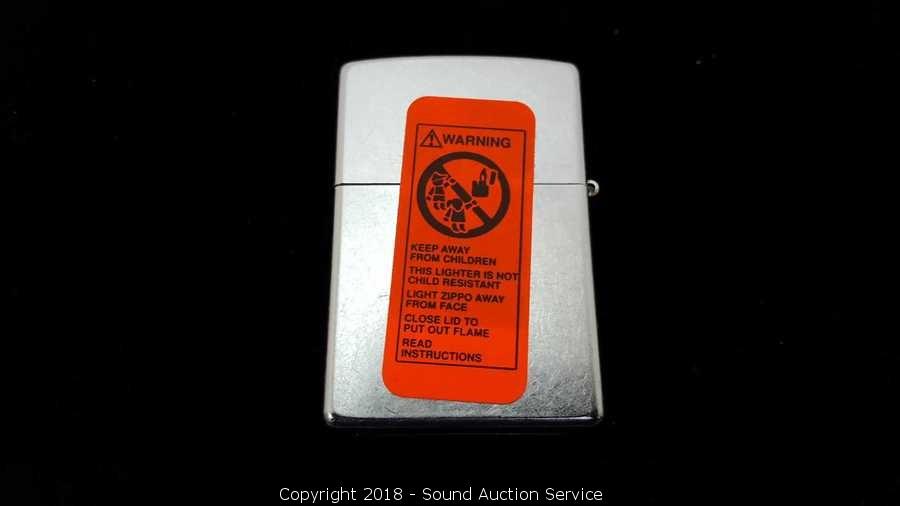 WARNING
KEEP AWAY
FROM CHILDREN
THIS LIGHTER IS NOT
CHILD RESISTANT
LIGHT ZIPPO AWAY
FROM FACE
CLOSE LID TO
PUT OUT FLAME
READ
INSTRUCTIONS
Copyright 2018 - Sound Auction Service